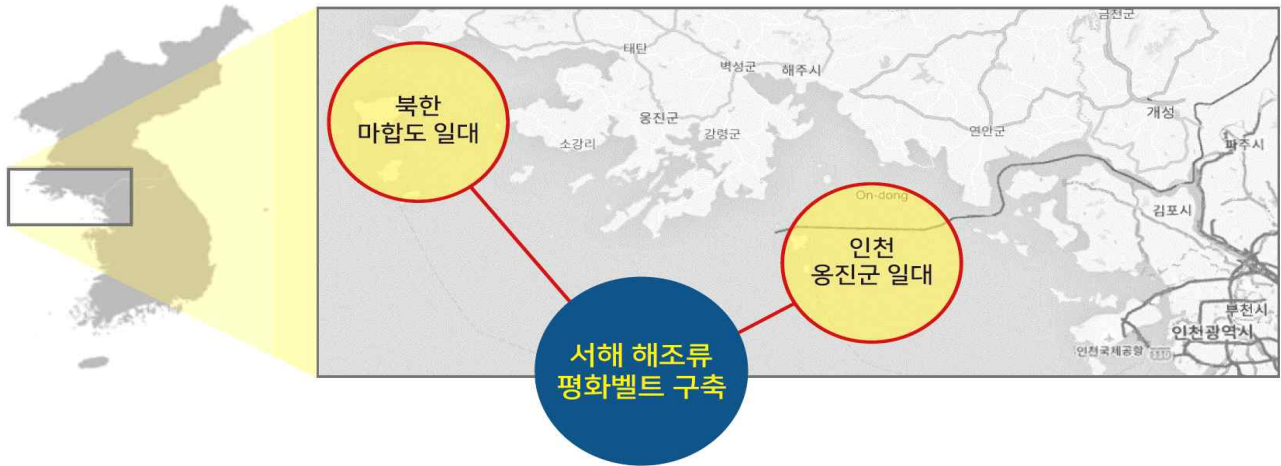 금천군
태탄
벽성군
해주시
북한
마합도 일대
옹진군
개성
소강리
강령군
연안군
파주시
On-dong
김포시
인천
옹진군 일대
부천시
인천광역시
인천국제공항
서해 해조류
평화벨트 구축